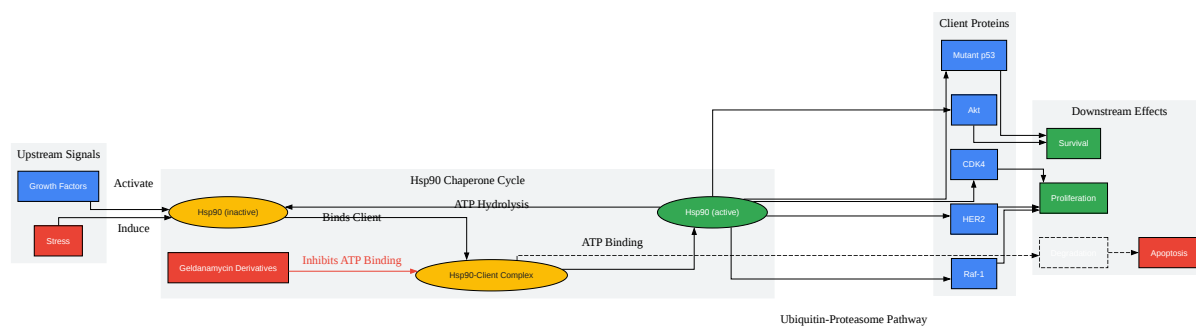 Client Proteins
Mutant p53
Akt
Downstream Effects
Survival
Upstream Signals
CDK4
Growth Factors
Activate
Hsp90 Chaperone Cycle
Proliferation
ATP Hydrolysis
Hsp90 (inactive)
Hsp90 (active)
Binds Client
HER2
Induce
Stress
ATP Binding
Geldanamycin Derivatives
Inhibits ATP Binding
Hsp90-Client Complex
Raf-1
Apoptosis
Ubiquitin-Proteasome Pathway